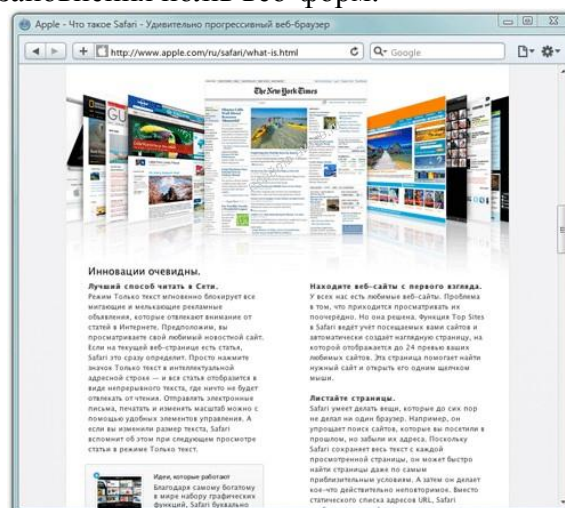 Apple - Что такое Safari - Удивительно прогрессивный веб-браузер
http://www.apple.com/ru/safari/what-is.html
Google
The New York Times
Инновации очевидны.
Лучший способ читать в Сети.
Режим Только текст мгновенно блокирует все
мигающие и мелькающие рекламные
объявления, которые отвлекают внимание от
статей в Интернете. Предположим, вы
просматриваете свой любимый новостной сайт.
Если на текущей веб-странице есть статья,
Safari это сразу определит. Просто нажмите
значок Только текст в интеллектуальной
адресной строке — и вся статья отобразится в
виде непрерывного текста, где ничто не будет
отвлекать от чтения. Отправлять электронные
письма, печатать и изменять масштаб можно с
помощью удобных элементов управления. А
если вы изменили размер текста, Safari
вспомнит об этом при следующем просмотре
статьи в режиме Только текст.
Идеи, которые работают
Благодаря самому богатому
в мире набору графических
функций, Safari буквально
Находите веб-сайты с первого взгляда.
У всех нас есть любимые веб-сайты. Проблема
в том, что приходится просматривать их
поочерёдно. Но она решена. Функция Top Sites
в Safari ведёт учёт посещаемых вами сайтов и
автоматически создаёт наглядную страницу, на
которой отображается до 24 превью ваших
любимых сайтов. Эта страница помогает найти
нужный сайт и открыть его одним щелчком
мыши.
Листайте страницы.
Safari умеет делать вещи, которые до сих пор
не делал ни один браузер. Например, он
упрощает поиск сайтов, которые вы посетили в
прошлом, но забыли их адреса. Поскольку
Safari сохраняет весь текст с каждой
просмотренной страницы, он может быстро
найти страницы даже по самым
приблизительным условиям. А затем он делает
кое-что действительно неповторимое. Вместо
статического списка адресов URL, Safari